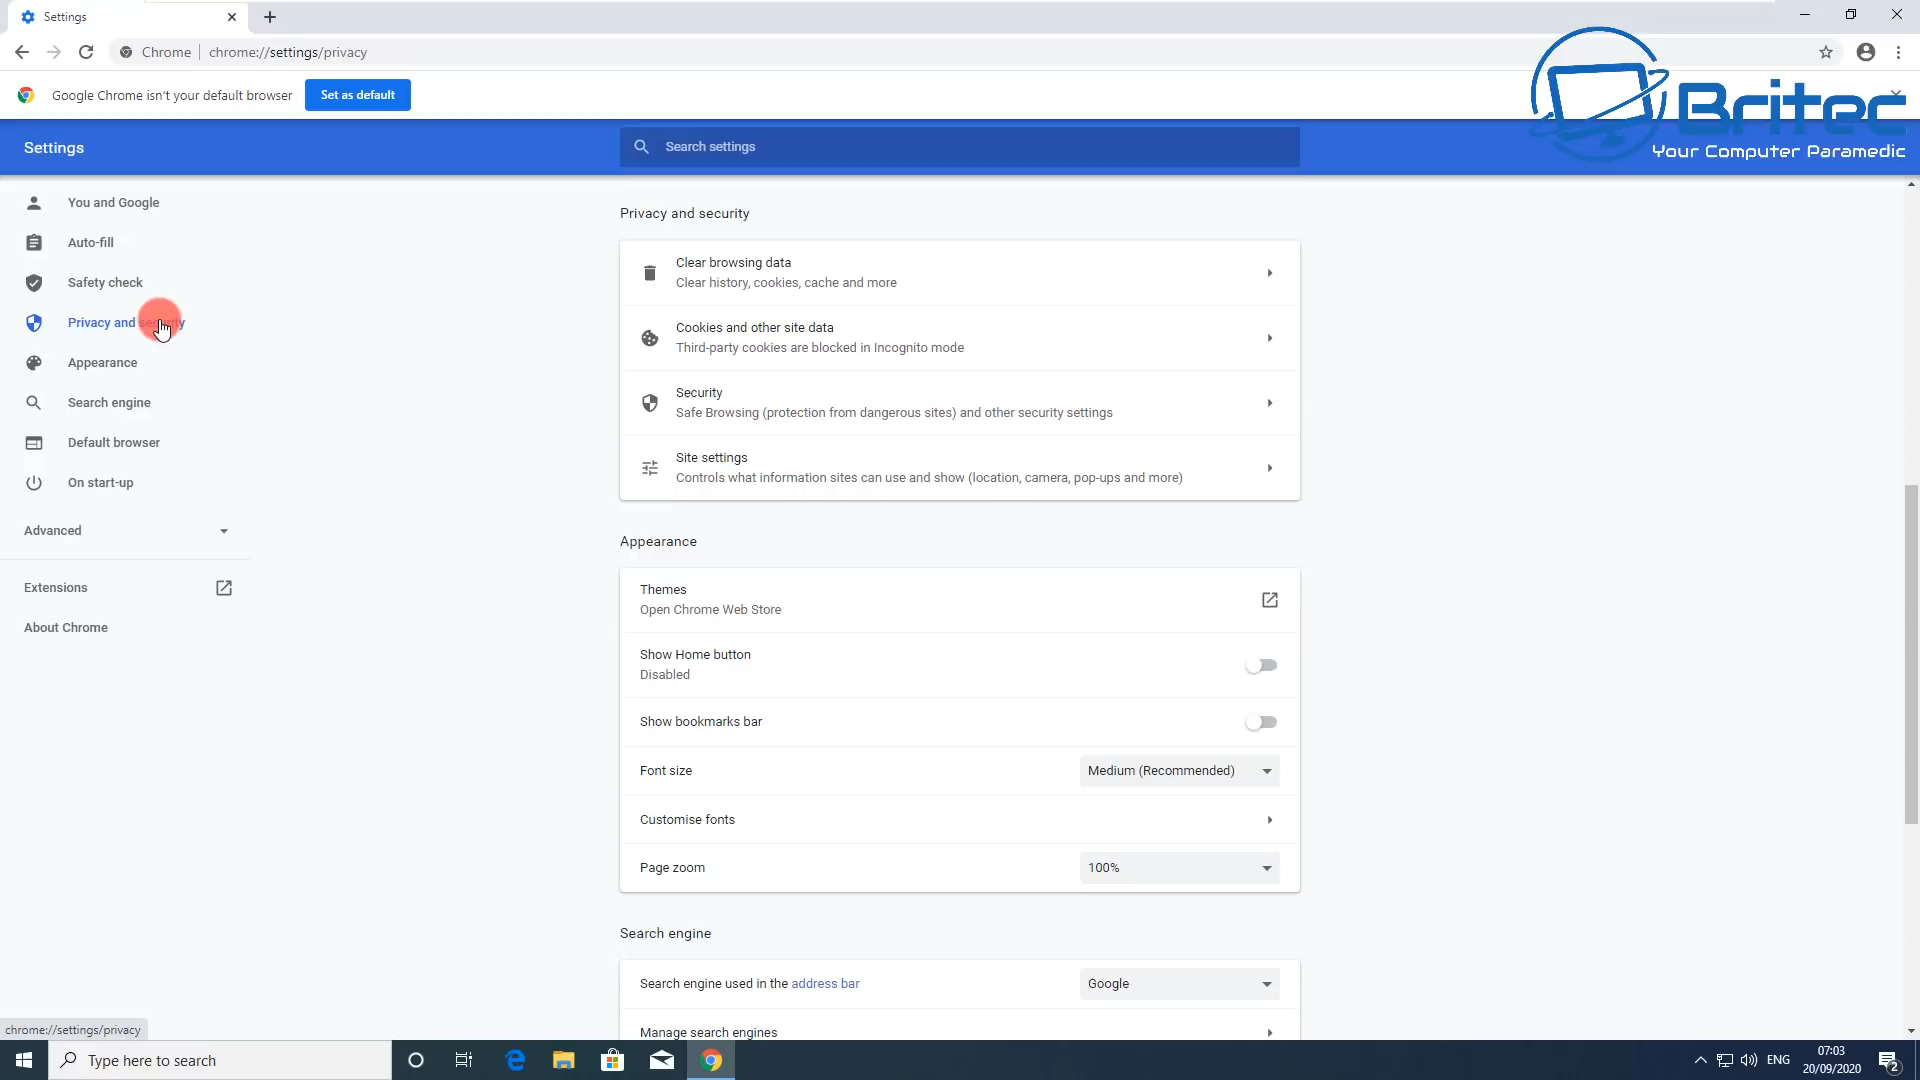 Settings
Chrome
chrome://settings/privacy
Google Chrome isn't your default browser
Set as default
Britec
Your Computer Paramedic
Settings
Search settings
You and Google
Auto-fill
Safety check
Privacy and security
Appearance
Search engine
Default browser
On start-up
Advanced
Extensions
About Chrome
Privacy and security
Clear browsing data
Clear history, cookies, cache and more
Cookies and other site data
Third-party cookies are blocked in Incognito mode
Security
Safe Browsing (protection from dangerous sites) and other security settings
Site settings
Controls what information sites can use and show (location, camera, pop-ups and more)
Appearance
Themes
Open Chrome Web Store
Show Home button
Disabled
Show bookmarks bar
Font size
Medium (Recommended)
Customise fonts
Page zoom
100%
Search engine
Search engine used in the address bar
Google
Manage search engines
chrome://settings/privacy
Type here to search
ENG
07:03
20/09/2020
2